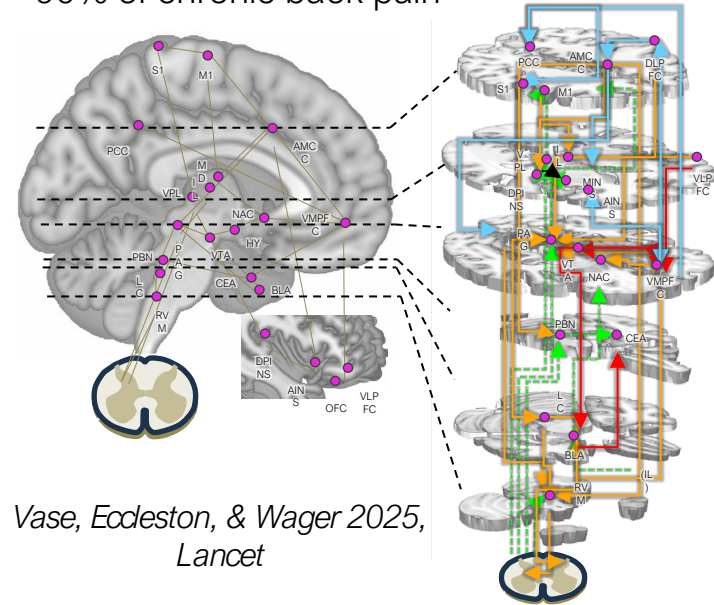 PCC
AMC
C
DLP
FC
S1
M1
S1
M1
PCC
AMC
C
M
D
I
L
VPL
NAC
VMPF
C
HY
P
A
G
VTA
PBN
L
C
CEA
BLA
RV
M
DPI
NS
AIN
S
OFC
VLP
FC
V
PL
I
L
MIN
S
DPI
NS
AIN
S
VLP
FC
PA
G
VT
A
NAC
VMPF
C
PBN
CEA
L
C
BLA
(IL
)
RV
M
Vase, Eccleston, & Wager 2025,
Lancet